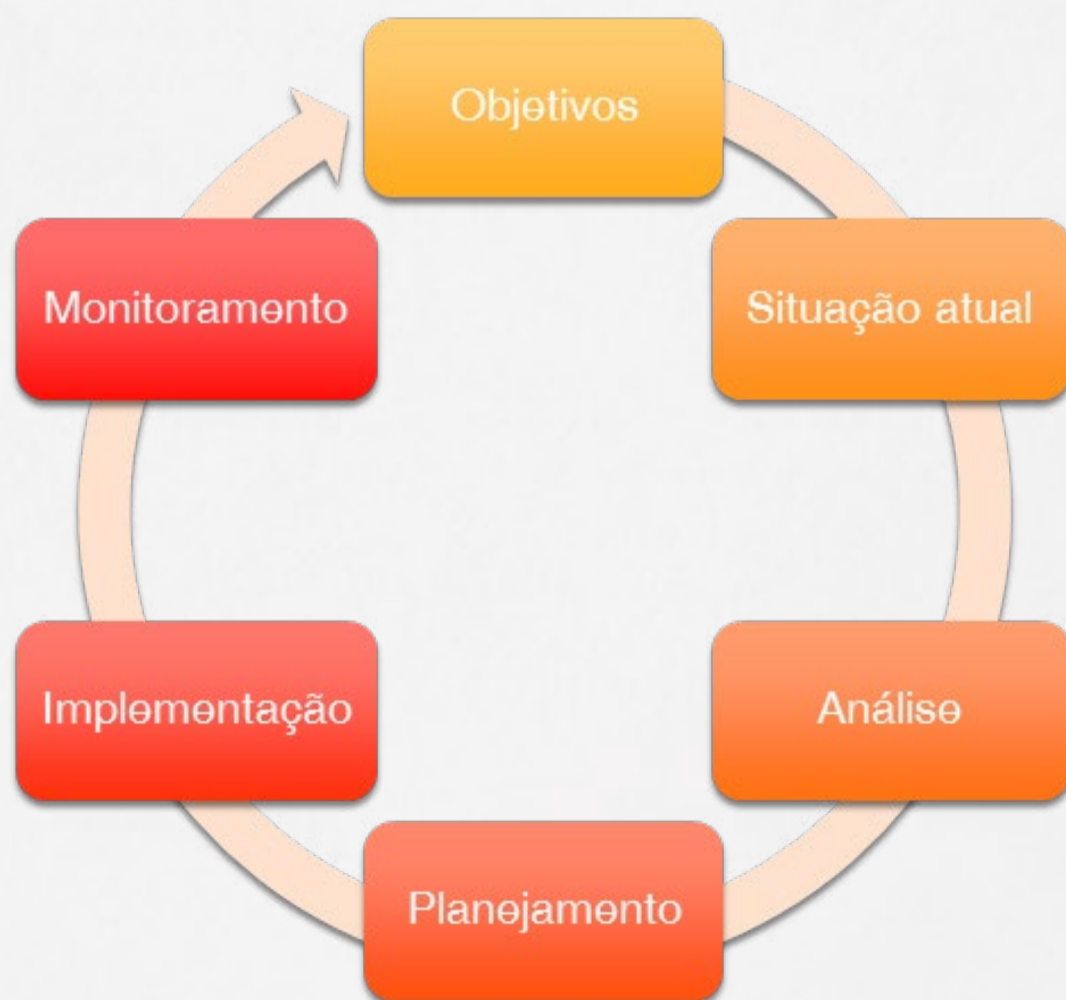 Objetivos
Situação atual
Análise
Planejamento
Implementação
Monitoramento